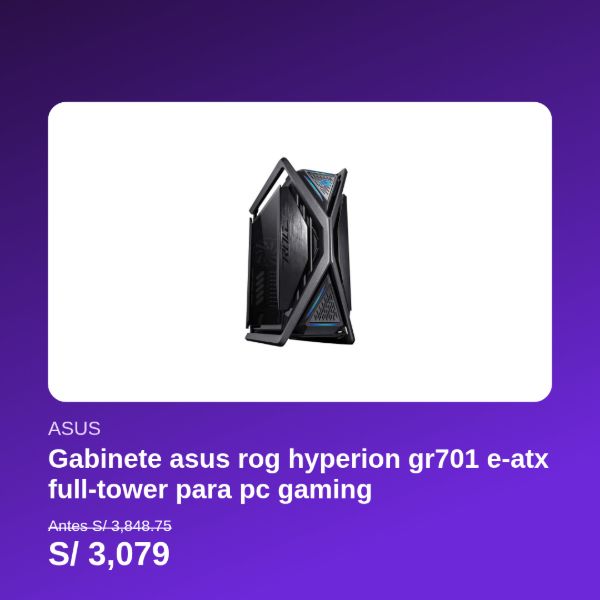 ASUS
Gabinete asus rog hyperion gr701 e-atx
full-tower para pc gaming
Antes S/ 3,848.75
S/ 3,079